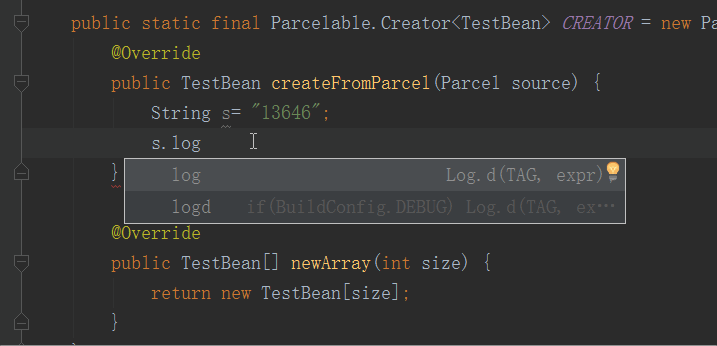 public static final Parcelable.Creator<TestBean> CREATOR = new Pa
@Override
public TestBean createFromParcel(Parcel source) {
String s= "13646";
s.log
}
log Log.d(TAG, expr)
logd if(BuildConfig.DEBUG) Log.d(TAG, ex…
@Override
public TestBean[] newArray(int size) {
return new TestBean[size];
}